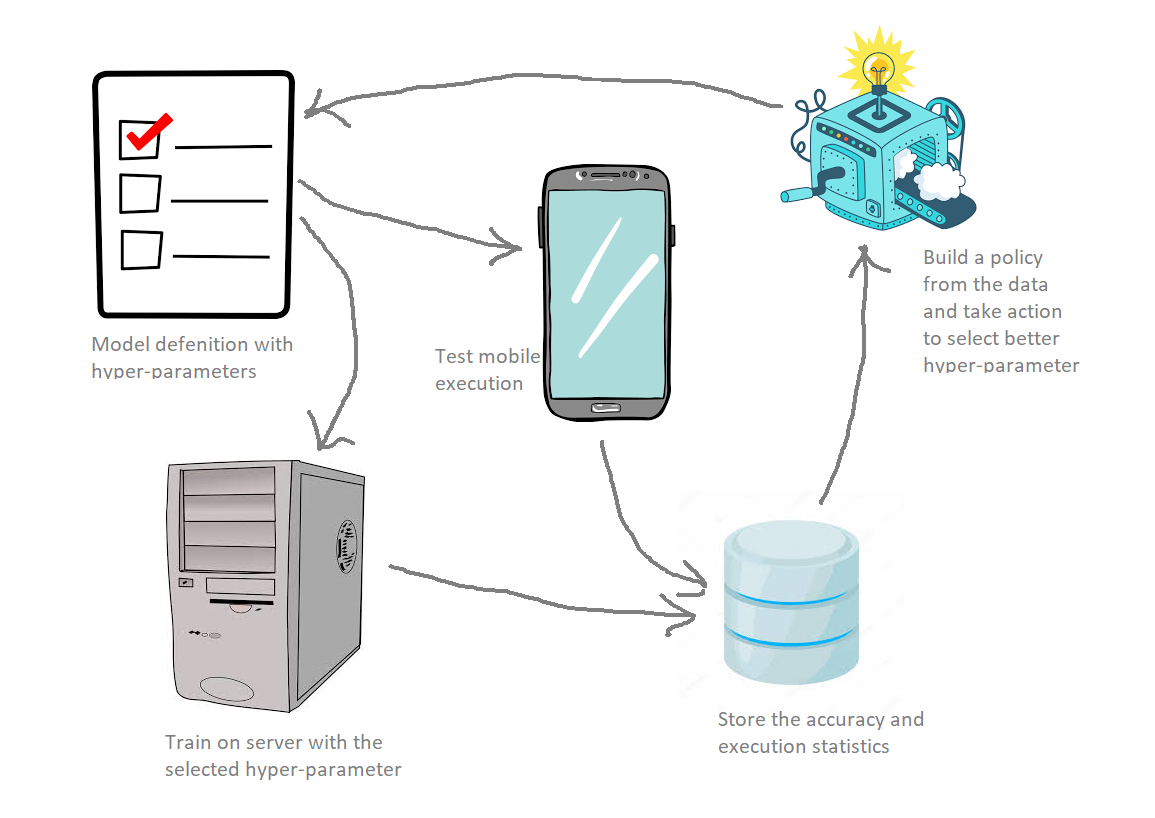 Build a policy
from the data
and take action
to select better
hyper-parameter
Model defenition with
hyper-parameters
Test mobile
execution
Store the accuracy and
execution statistics
Train on server with the
selected hyper-parameter